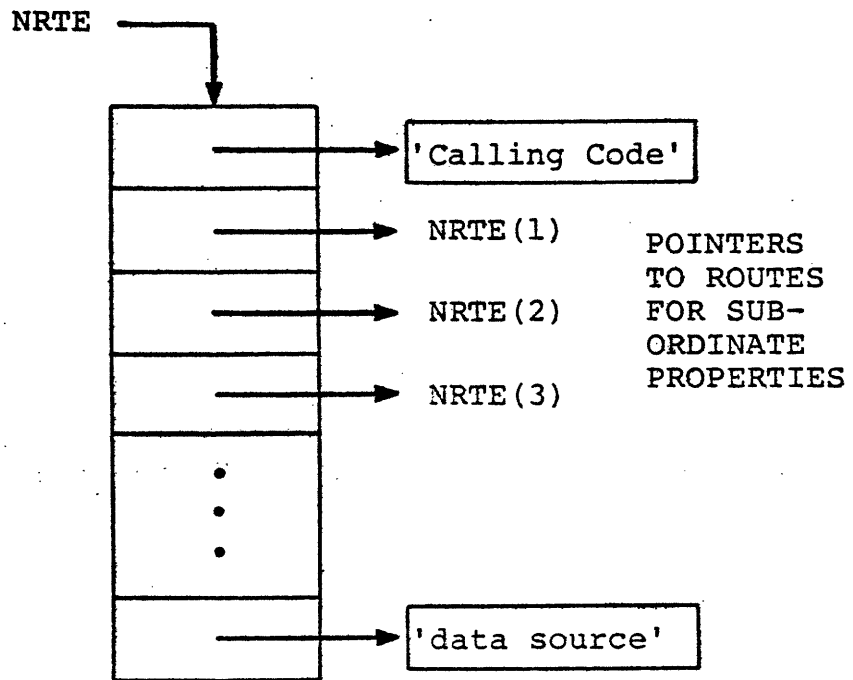 NRTE
'Calling Code'
NRTE(1)
NRTE(2)
NRTE(3)
POINTERS
TO ROUTES
FOR SUB-
ORDINATE
PROPERTIES
'data source'